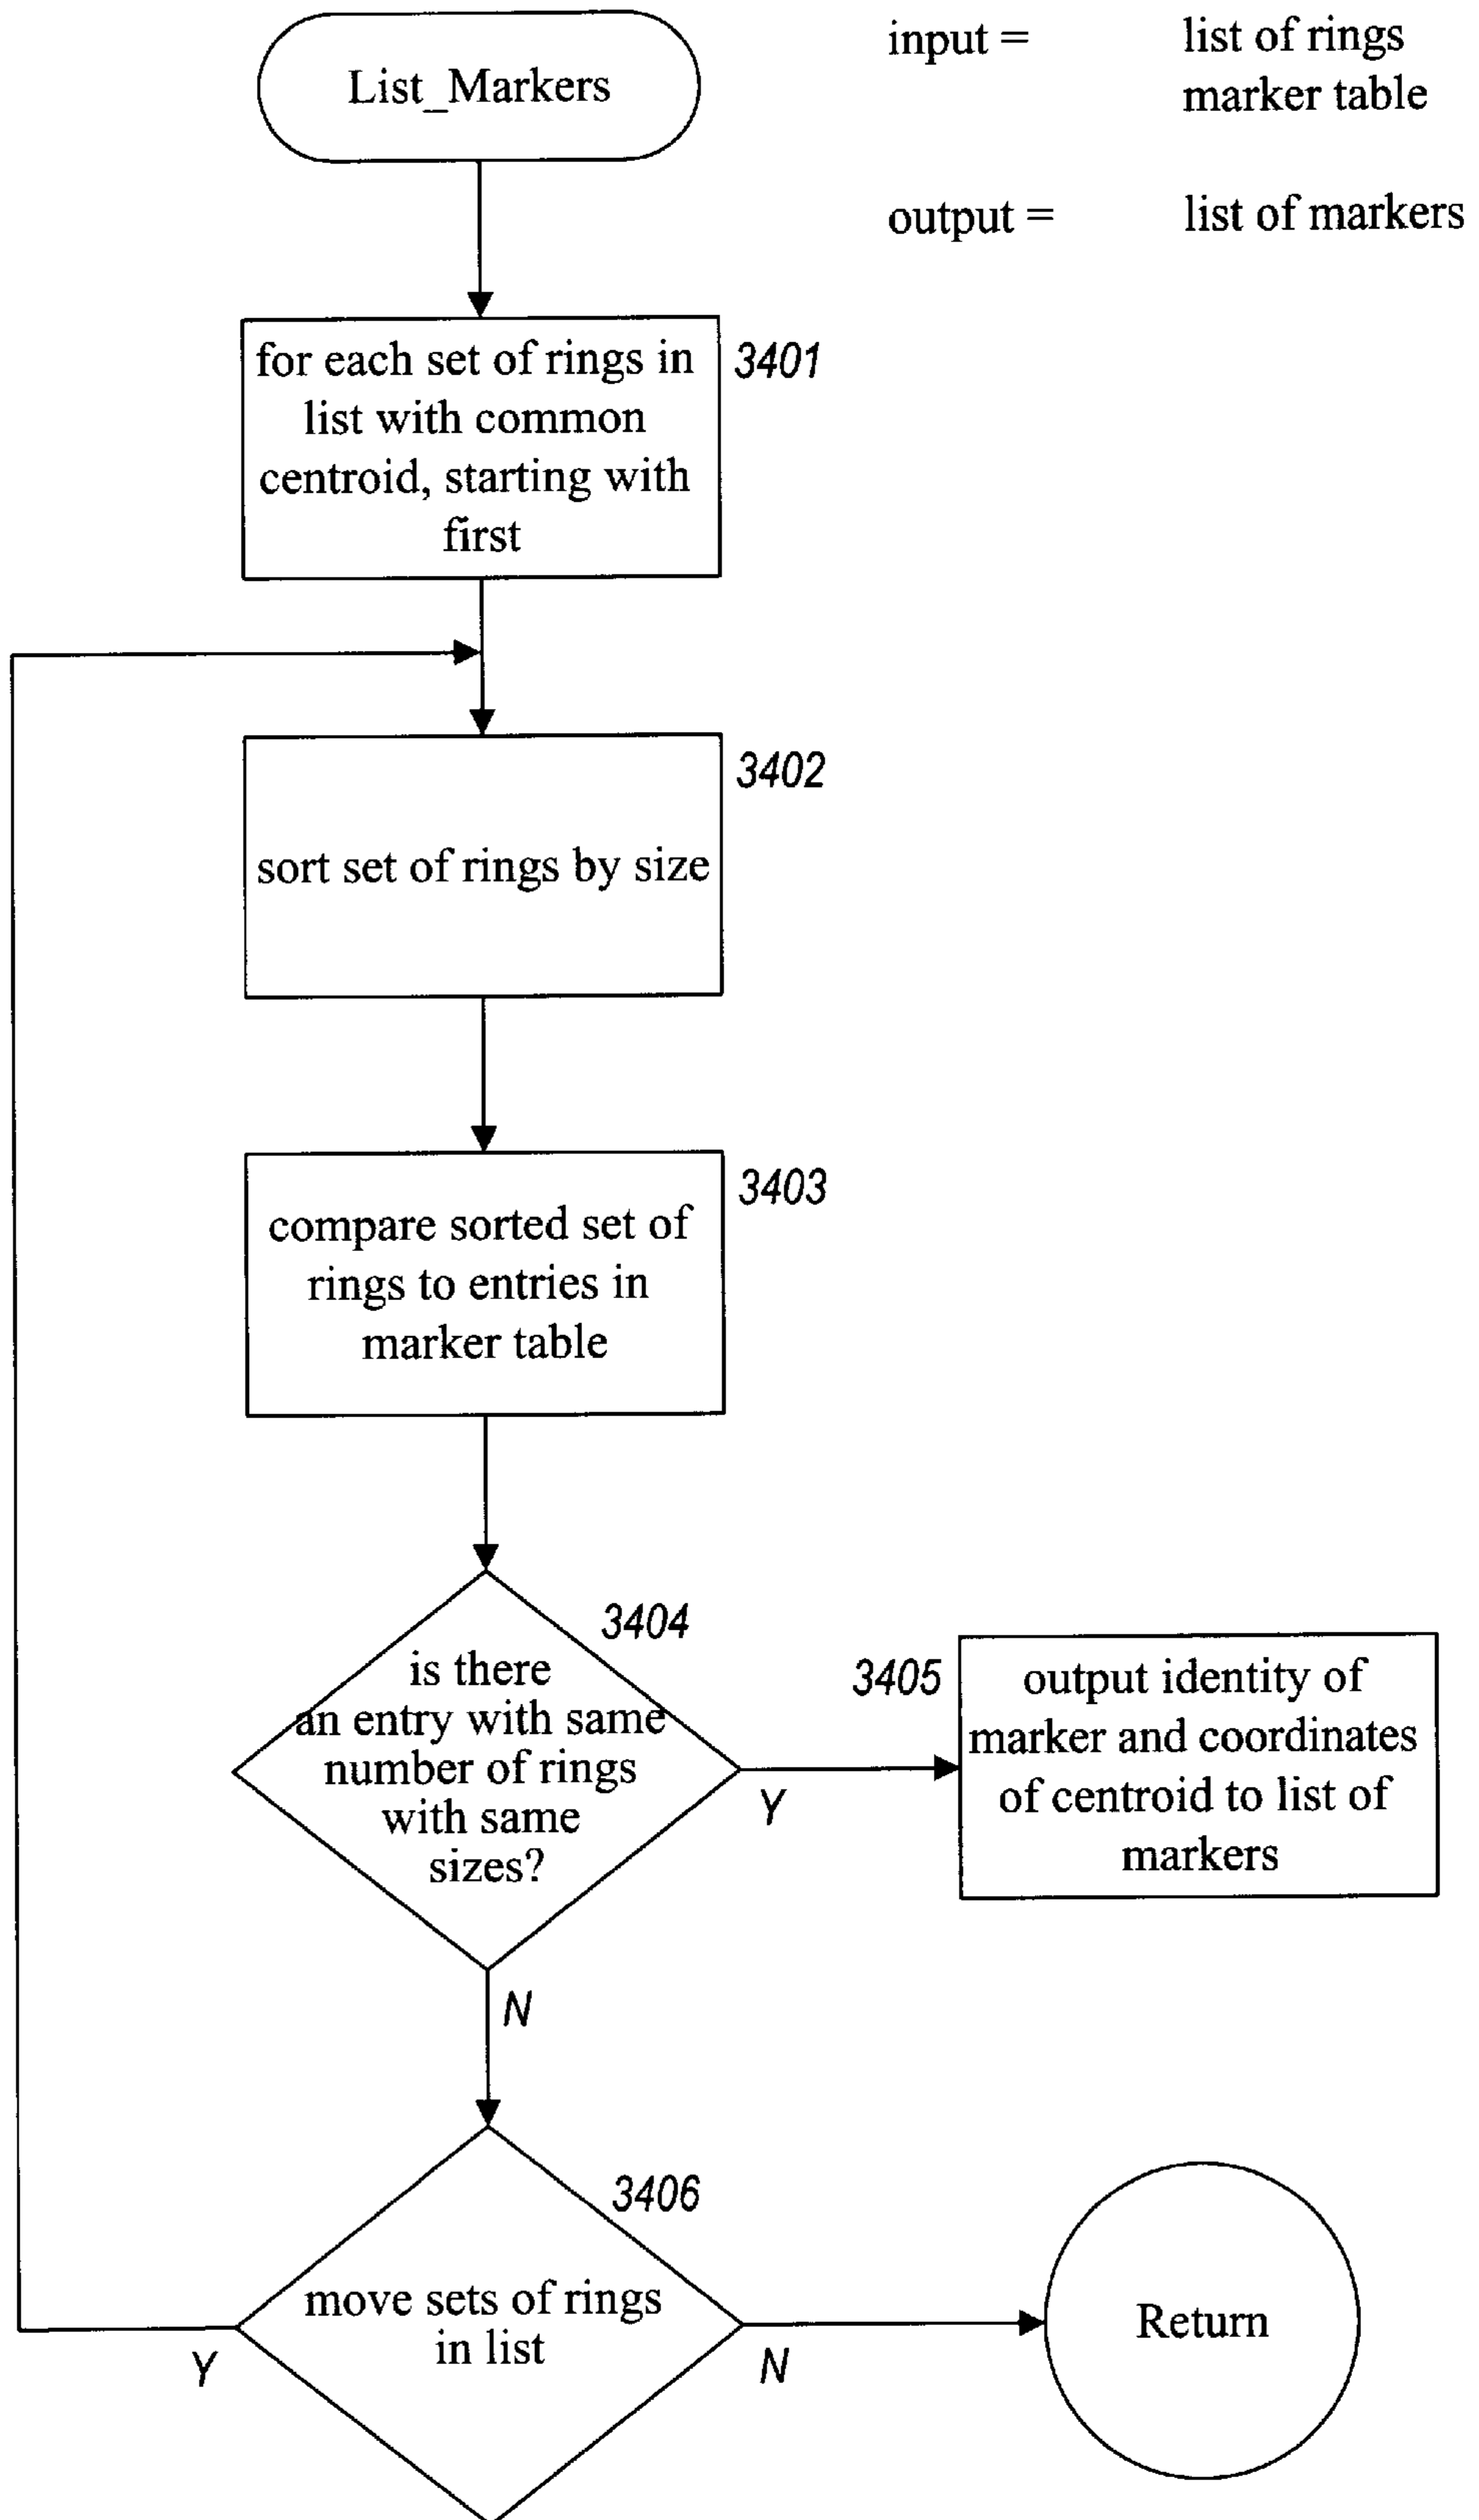 List_Markers
input = list of rings
marker table
output = list of markers
for each set of rings in
list with common
centroid, starting with
first
3401
3402
sort set of rings by size
3403
compare sorted set of
rings to entries in
marker table
3404
is there
an entry with same
number of rings
with same
sizes?
Y
3405
output identity of
marker and coordinates
of centroid to list of
markers
N
3406
move sets of rings
in list
Y
N
Return